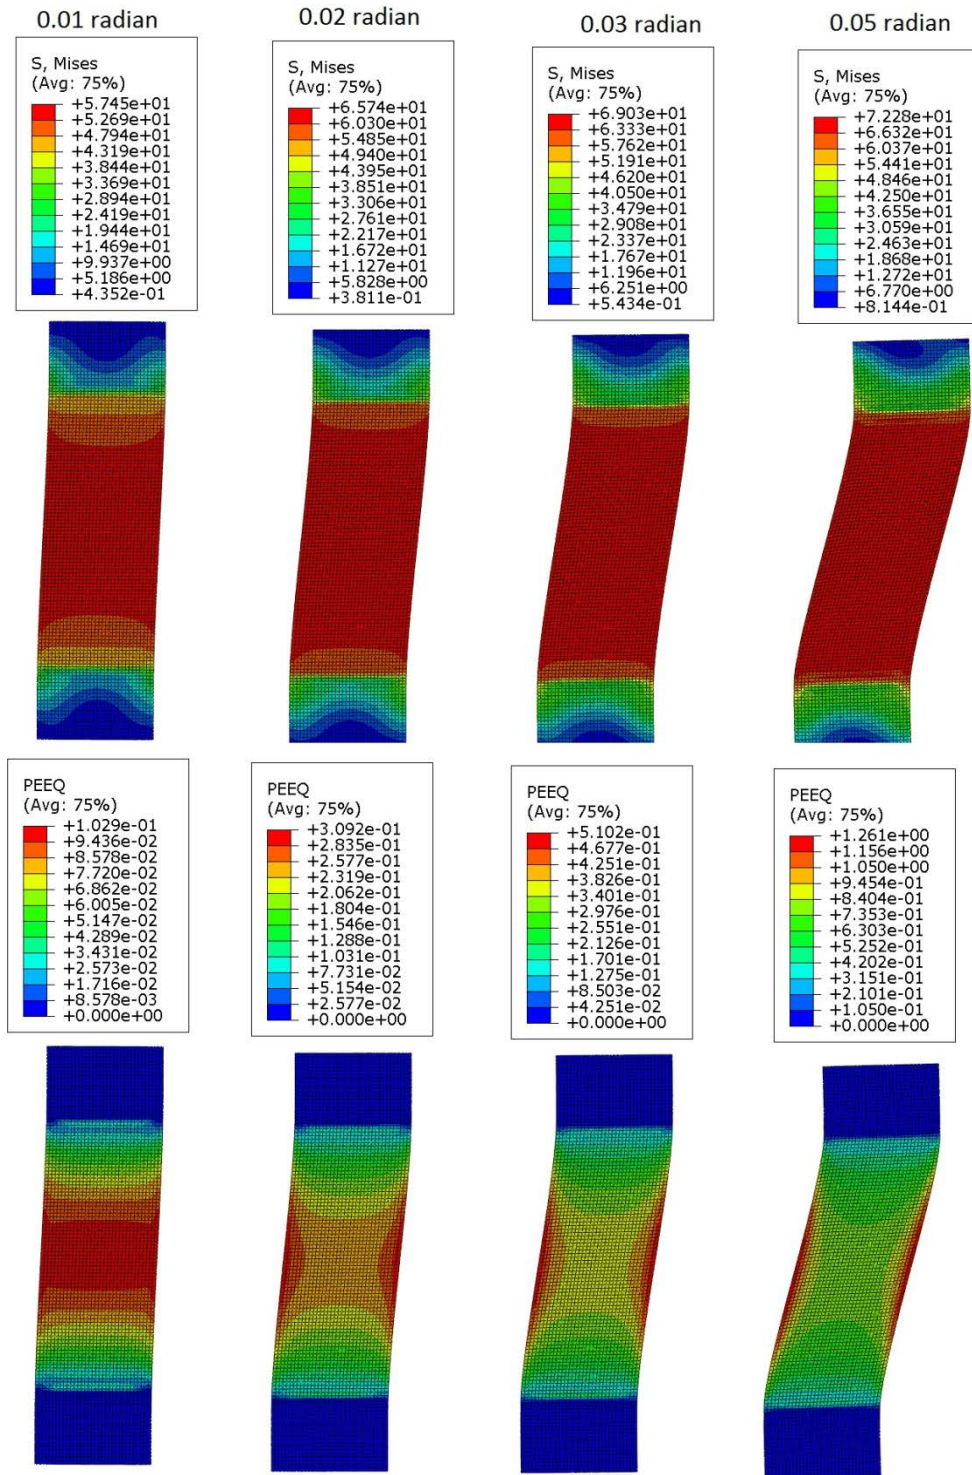 0.01 radian
0.02 radian
0.03 radian
0.05 radian
S, Mises
(Avg: 75%)
+5.745e+01
+5.269e+01
+4.794e+01
+4.319e+01
+3.844e+01
+3.369e+01
+2.894e+01
+2.419e+01
+1.944e+01
+1.469e+01
+9.937e+00
+5.186e+00
+4.352e-01
S, Mises
(Avg: 75%)
+6.574e+01
+6.030e+01
+5.485e+01
+4.940e+01
+4.395e+01
+3.851e+01
+3.306e+01
+2.761e+01
+2.217e+01
+1.672e+01
+1.127e+01
+5.828e+00
+3.811e-01
S, Mises
(Avg: 75%)
+6.903e+01
+6.333e+01
+5.762e+01
+5.191e+01
+4.620e+01
+4.050e+01
+3.479e+01
+2.908e+01
+2.337e+01
+1.767e+01
+1.196e+01
+6.251e+00
+5.434e-01
S, Mises
(Avg: 75%)
+7.228e+01
+6.632e+01
+6.037e+01
+5.441e+01
+4.846e+01
+4.250e+01
+3.655e+01
+3.059e+01
+2.463e+01
+1.868e+01
+1.272e+01
+6.770e+00
+8.144e-01
PEEQ
(Avg: 75%)
+1.029e-01
+9.436e-02
+8.578e-02
+7.720e-02
+6.862e-02
+6.005e-02
+5.147e-02
+4.289e-02
+3.431e-02
+2.573e-02
+1.716e-02
+8.578e-03
+0.000e+00
PEEQ
(Avg: 75%)
+3.092e-01
+2.835e-01
+2.577e-01
+2.319e-01
+2.062e-01
+1.804e-01
+1.546e-01
+1.288e-01
+1.031e-01
+7.731e-02
+5.154e-02
+2.577e-02
+0.000e+00
PEEQ
(Avg: 75%)
+5.102e-01
+4.677e-01
+4.251e-01
+3.826e-01
+3.401e-01
+2.976e-01
+2.551e-01
+2.126e-01
+1.701e-01
+1.275e-01
+8.503e-02
+4.251e-02
+0.000e+00
PEEQ
(Avg: 75%)
+1.261e+00
+1.156e+00
+1.050e+00
+9.454e-01
+8.404e-01
+7.353e-01
+6.303e-01
+5.252e-01
+4.202e-01
+3.151e-01
+2.101e-01
+1.050e-01
+0.000e+00